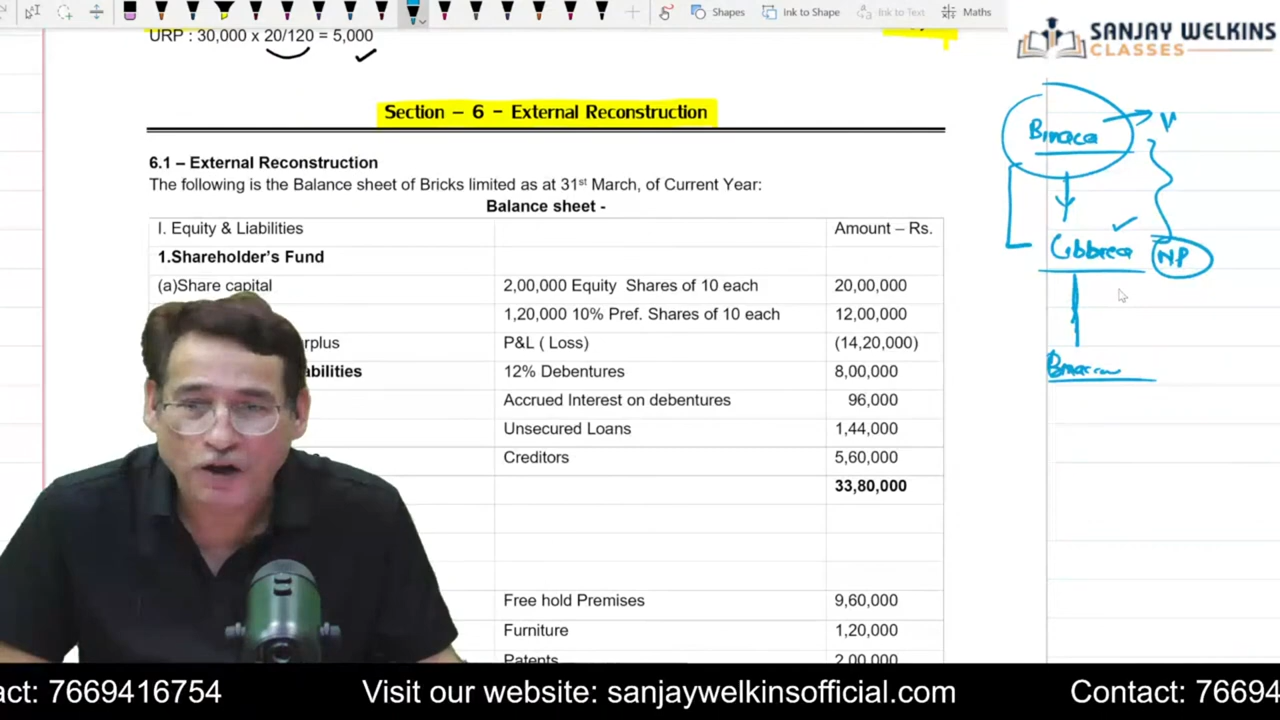 Shapes Ink to Shape Ink to Text Maths
URP : 30,000 x 20/120 = 5,000
SANJAY WELKINS
CLASSES
Section – 6 – External Reconstruction
6.1 – External Reconstruction
The following is the Balance sheet of Bricks limited as at 31st March, of Current Year:
Balance sheet -
I. Equity & Liabilities Amount – Rs.
1.Shareholder's Fund
(a)Share capital 2,00,000 Equity Shares of 10 each 20,00,000
1,20,000 10% Pref. Shares of 10 each 12,00,000
rplus P&L ( Loss) (14,20,000)
abilities 12% Debentures 8,00,000
Accrued Interest on debentures 96,000
Unsecured Loans 1,44,000
Creditors 5,60,000
33,80,000
Free hold Premises 9,60,000
Furniture 1,20,000
Patents 2,00,000
Binaca
NP
act: 7669416754 Visit our website: sanjaywelkinsofficial.com Contact: 76694